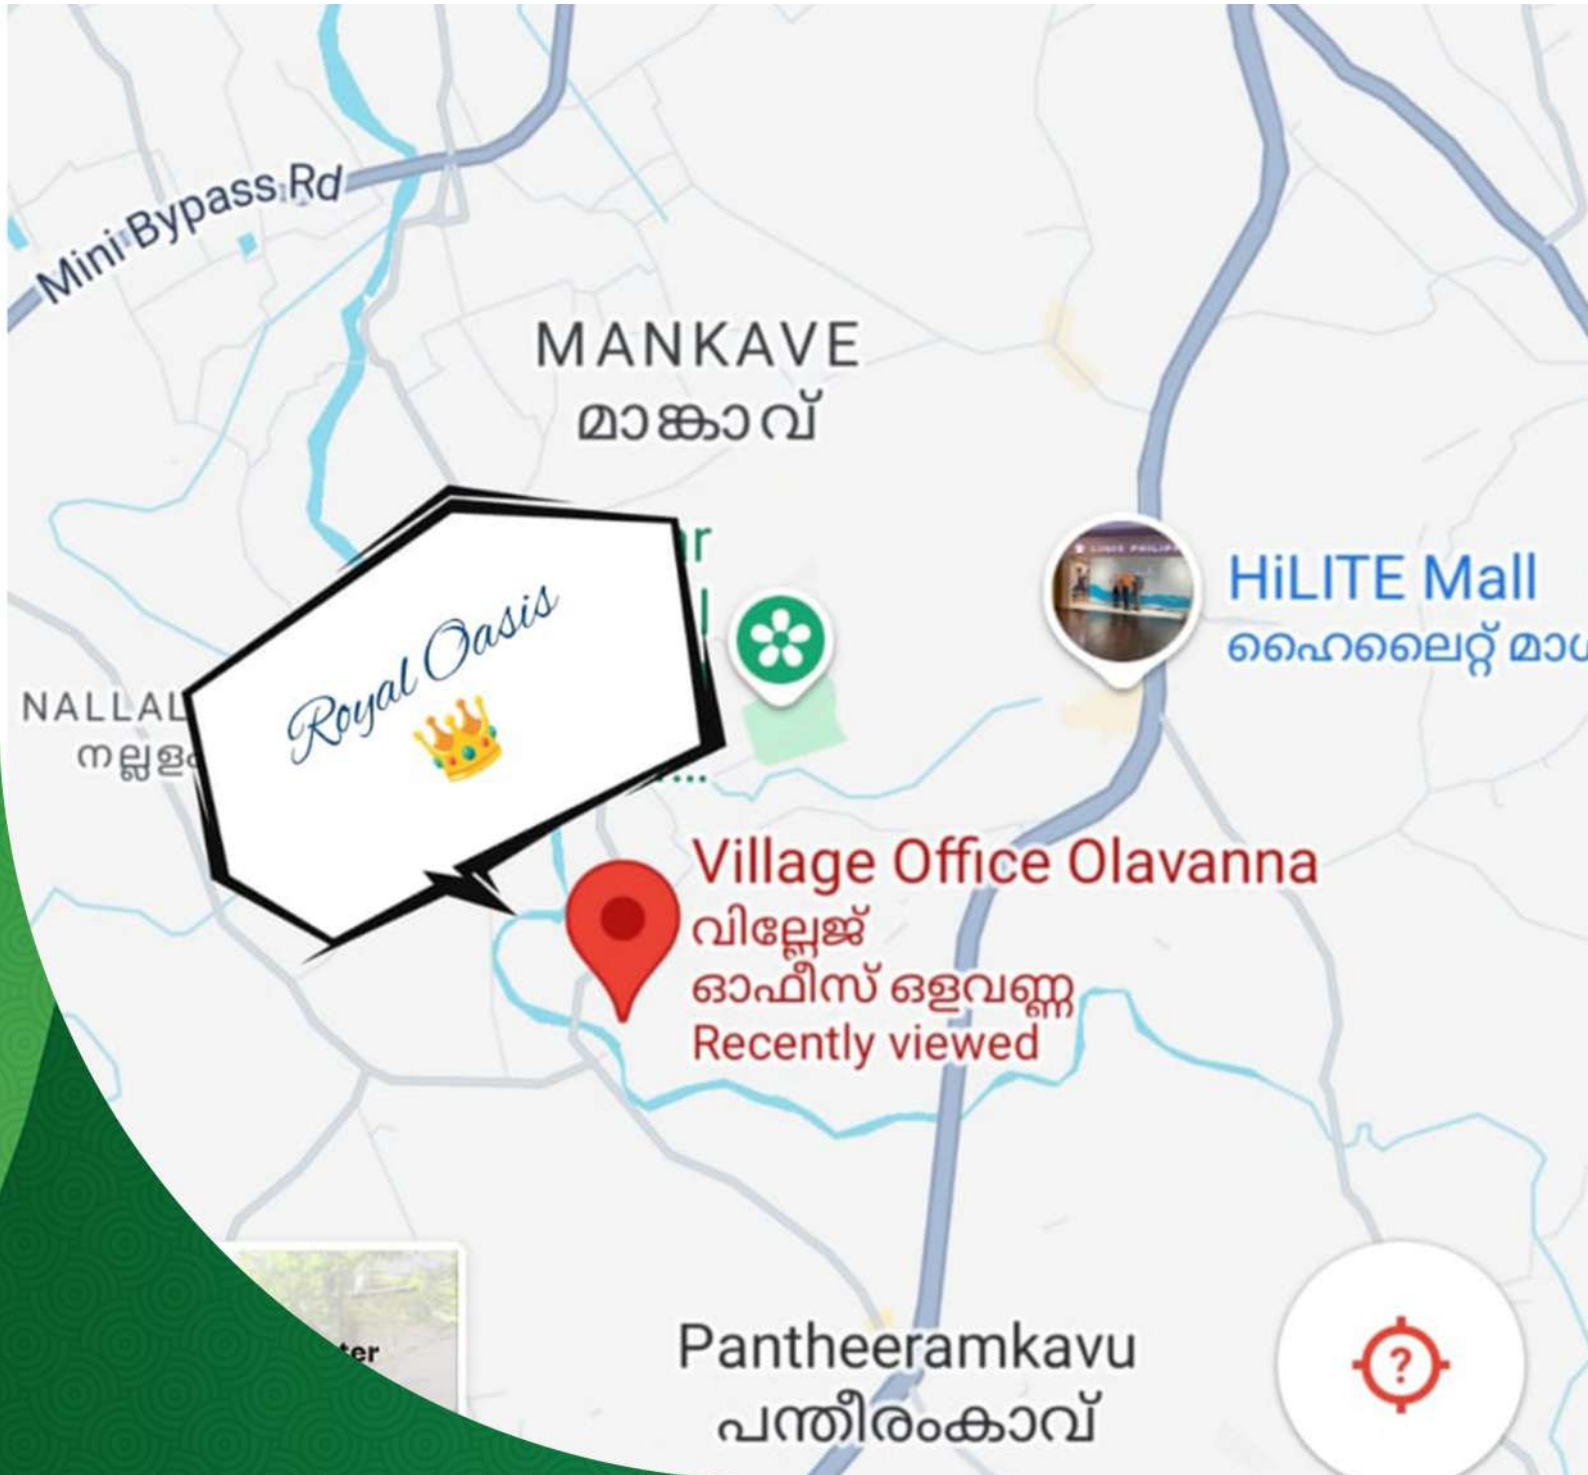 Mini Bypass Rd
MANKAVE
മാങ്കാവ്
Royal Oasis
HiLITE Mall
ഹൈലൈറ്റ്
NALLAL
Village Office Olavanna
വില്ലേജ്
ഓഫീസ് ഒളവണ്ണ
Recently viewed
Pantheeramkavu
പന്തീരംകാവ്
?